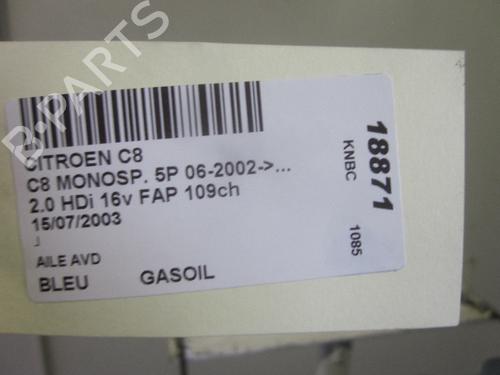 B-PARTS
CITROEN C8
C8 MONOSP. 5P 06-2002->...
2.0 HDi 16v FAP 109ch
15/07/2003
J
AILE AVD
BLEU GASOIL
18871
KNBC 1085